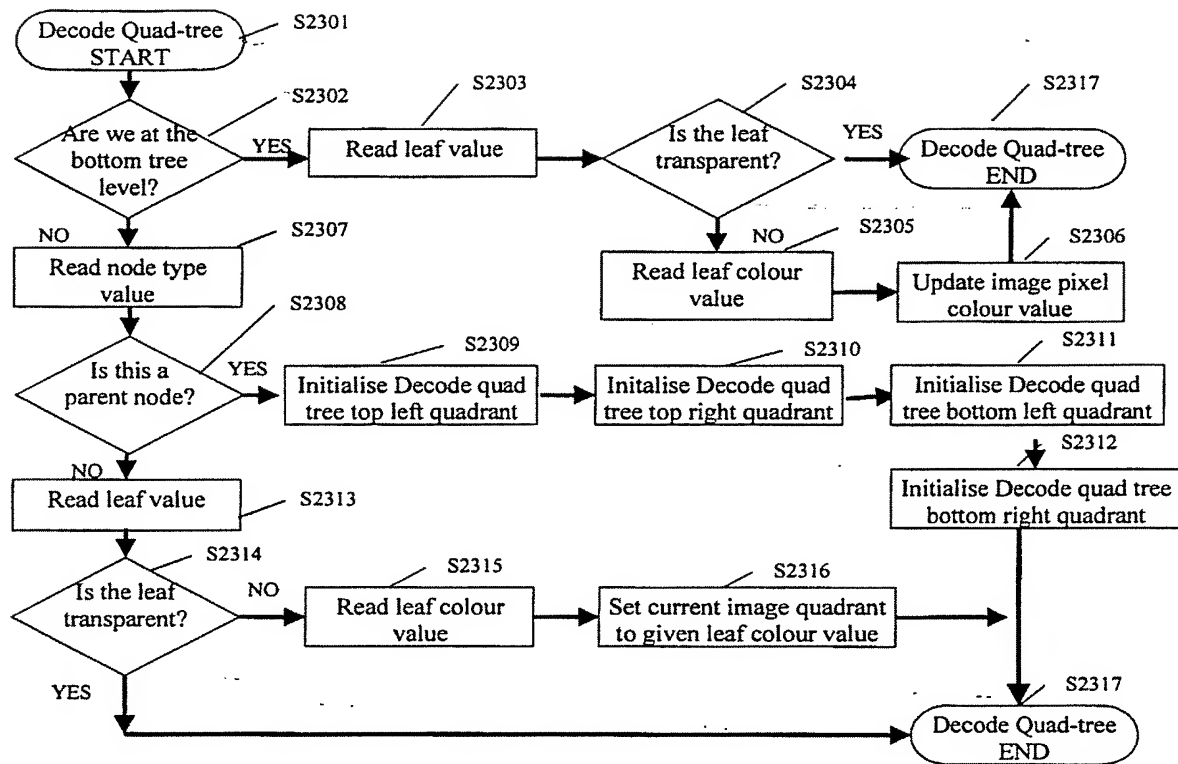 Decode Quad-tree
START
S2301
S2302
Are we at the
bottom tree
level?
YES
S2303
Read leaf value
S2304
Is the leaf
transparent?
YES
S2317
Decode Quad-tree
END
NO
S2307
Read node type
value
NO
S2305
Read leaf colour
value
S2306
Update image pixel
colour value
S2308
Is this a
parent node?
YES
S2309
Initialise Decode quad
tree top left quadrant
S2310
Initalise Decode quad
tree top right quadrant
S2311
Initialise Decode quad
tree bottom left quadrant
S2312
Initialise Decode quad tree
bottom right quadrant
NO
Read leaf value
S2313
S2314
Is the leaf
transparent?
NO
S2315
Read leaf colour
value
S2316
Set current image quadrant
to given leaf colour value
YES
S2317
Decode Quad-tree
END